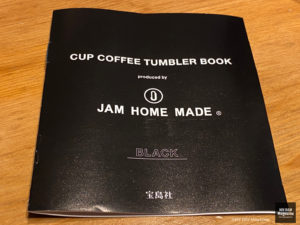 CUP COFFEE TUMBLER BOOK
produced by
JAM HOME MADE ®
BLACK
宝島社